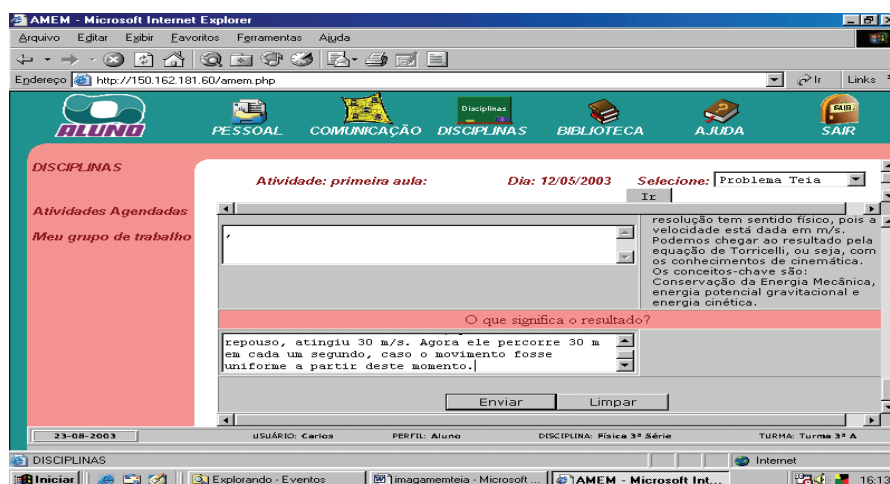 AMEM - Microsoft Internet Explorer
Arquivo Editar Exibir Favoritos Ferramentas Ajuda
Endereço http://150.162.181.60/amem.php Ir Links
ALUNO PESSOAL COMUNICAÇÃO Disciplinas DISCIPLINAS BIBLIOTECA AJUDA SAIR SAIR
DISCIPLINAS
Atividade: primeira aula: Dia: 12/05/2003 Selecione: Problema Teia
Ir
Atividades Agendadas
Meu grupo de trabalho
,
resolução tem sentido físico, pois a
velocidade está dada em m/s.
Podemos chegar ao resultado pela
equação de Torricelli, ou seja, com
os conhecimentos de cinemática.
Os conceitos-chave são:
Conservação da Energia Mecânica,
energia potencial gravitacional e
energia cinética.
O que significa o resultado?
repouso, atingiu 30 m/s. Agora ele percorre 30 m
em cada um segundo, caso o movimento fosse
uniforme a partir deste momento.
Enviar Limpar
23-08-2003 USUÁRIO: Carlos PERFIL: Aluno DISCIPLINA: Física 3ª Série TURMA: Turma 3ª A
DISCIPLINAS Internet
Iniciar Explorando - Eventos imagamemteia - Microsoft ... AMEM - Microsoft Int... 16:13